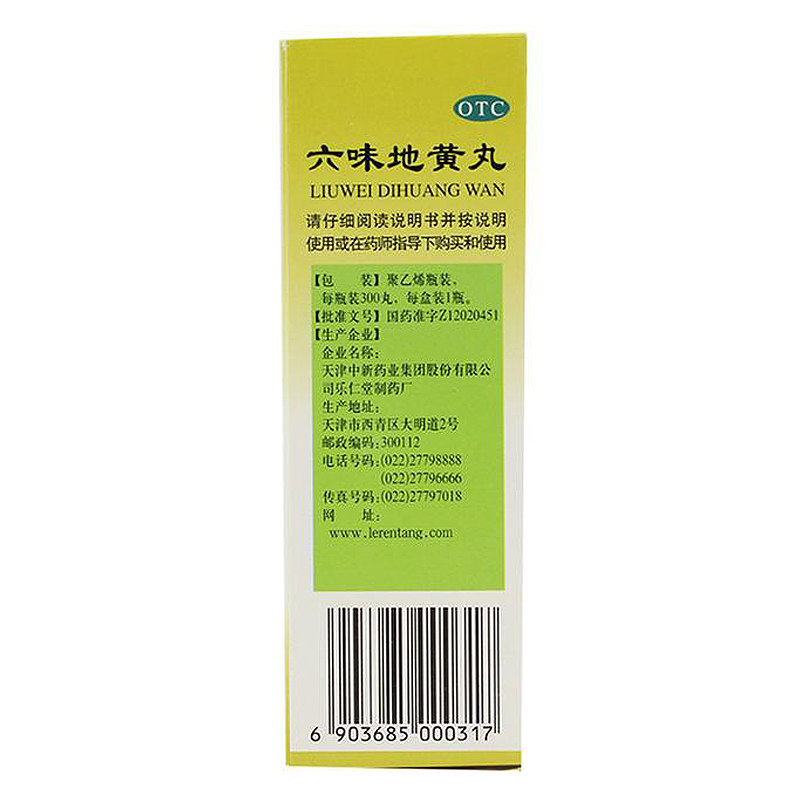 OTC
六味地黄丸
LIUWEI DIHUANG WAN
请仔细阅读说明书并按说明
使用或在药师指导下购买和使用
【包　　装】聚乙烯瓶装。
每瓶装300丸，每盒装1瓶。
【批准文号】国药准字Z12020451
【生产企业】
企业名称：
天津中新药业集团股份有限公
司乐仁堂制药厂
生产地址：
天津市西青区大明道2号
邮政编码：300112
电话号码：(022)27798888
(022)27796666
传真号码：(022)27797018
网　　址：
www.lerentang.com
6 903685 000317